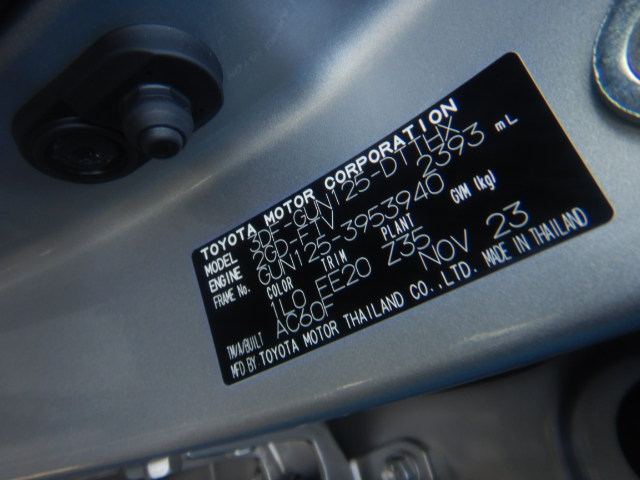 TOYOTA MOTOR CORPORATION
MODEL 3DF-GUN125-DTTHX
ENGINE 2GD-FTV 2393 mL
FRAME No. GUN125-3953940
COLOR TRIM PLANT GVM (kg)
1L0 FE20 Z35
TM/A/BUILT AC60F NOV 23
MFD BY TOYOTA MOTOR THAILAND CO.,LTD. MADE IN THAILAND